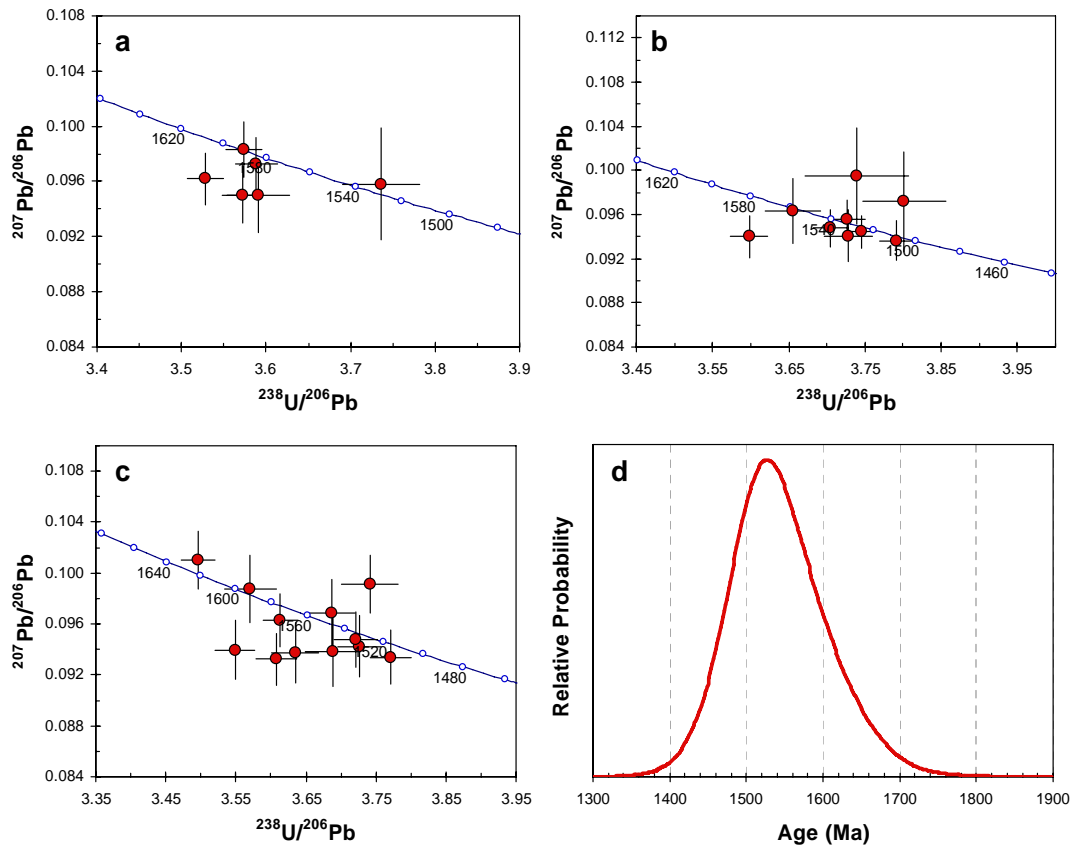 a
0.108
0.104
0.100
0.096
0.092
0.088
0.084
1620
1580
1540
1500
3.4 3.5 3.6 3.7 3.8 3.9
²⁰⁷Pb/²⁰⁶Pb
²³⁸U/²⁰⁶Pb
b
0.112
0.108
0.104
0.100
0.096
0.092
0.088
0.084
1620
1580
1540
1500
1460
3.45 3.55 3.65 3.75 3.85 3.95
²⁰⁷Pb/²⁰⁶Pb
²³⁸U/²⁰⁶Pb
c
0.108
0.104
0.100
0.096
0.092
0.088
0.084
1640
1600
1560
1520
1480
3.35 3.45 3.55 3.65 3.75 3.85 3.95
²⁰⁷Pb/²⁰⁶Pb
²³⁸U/²⁰⁶Pb
d
Relative Probability
1300 1400 1500 1600 1700 1800 1900
Age (Ma)